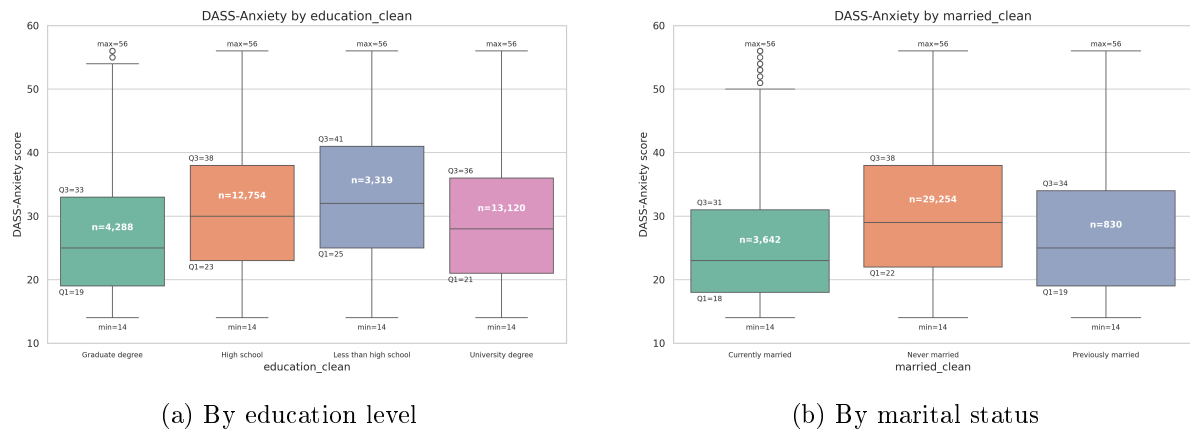 DASS-Anxiety by education_clean
60
50
40
30
20
10
DASS-Anxiety score
max=56
max=56
max=56
max=56
Q3=33
Q3=38
Q3=41
Q3=36
n=4,288
n=12,754
n=3,319
n=13,120
Q1=19
Q1=23
Q1=25
Q1=21
min=14
min=14
min=14
min=14
Graduate degree
High school
Less than high school
University degree
education_clean
(a) By education level
DASS-Anxiety by married_clean
60
50
40
30
20
10
DASS-Anxiety score
max=56
max=56
max=56
Q3=31
Q3=38
Q3=34
n=3,642
n=29,254
n=830
Q1=18
Q1=22
Q1=19
min=14
min=14
min=14
Currently married
Never married
Previously married
married_clean
(b) By marital status